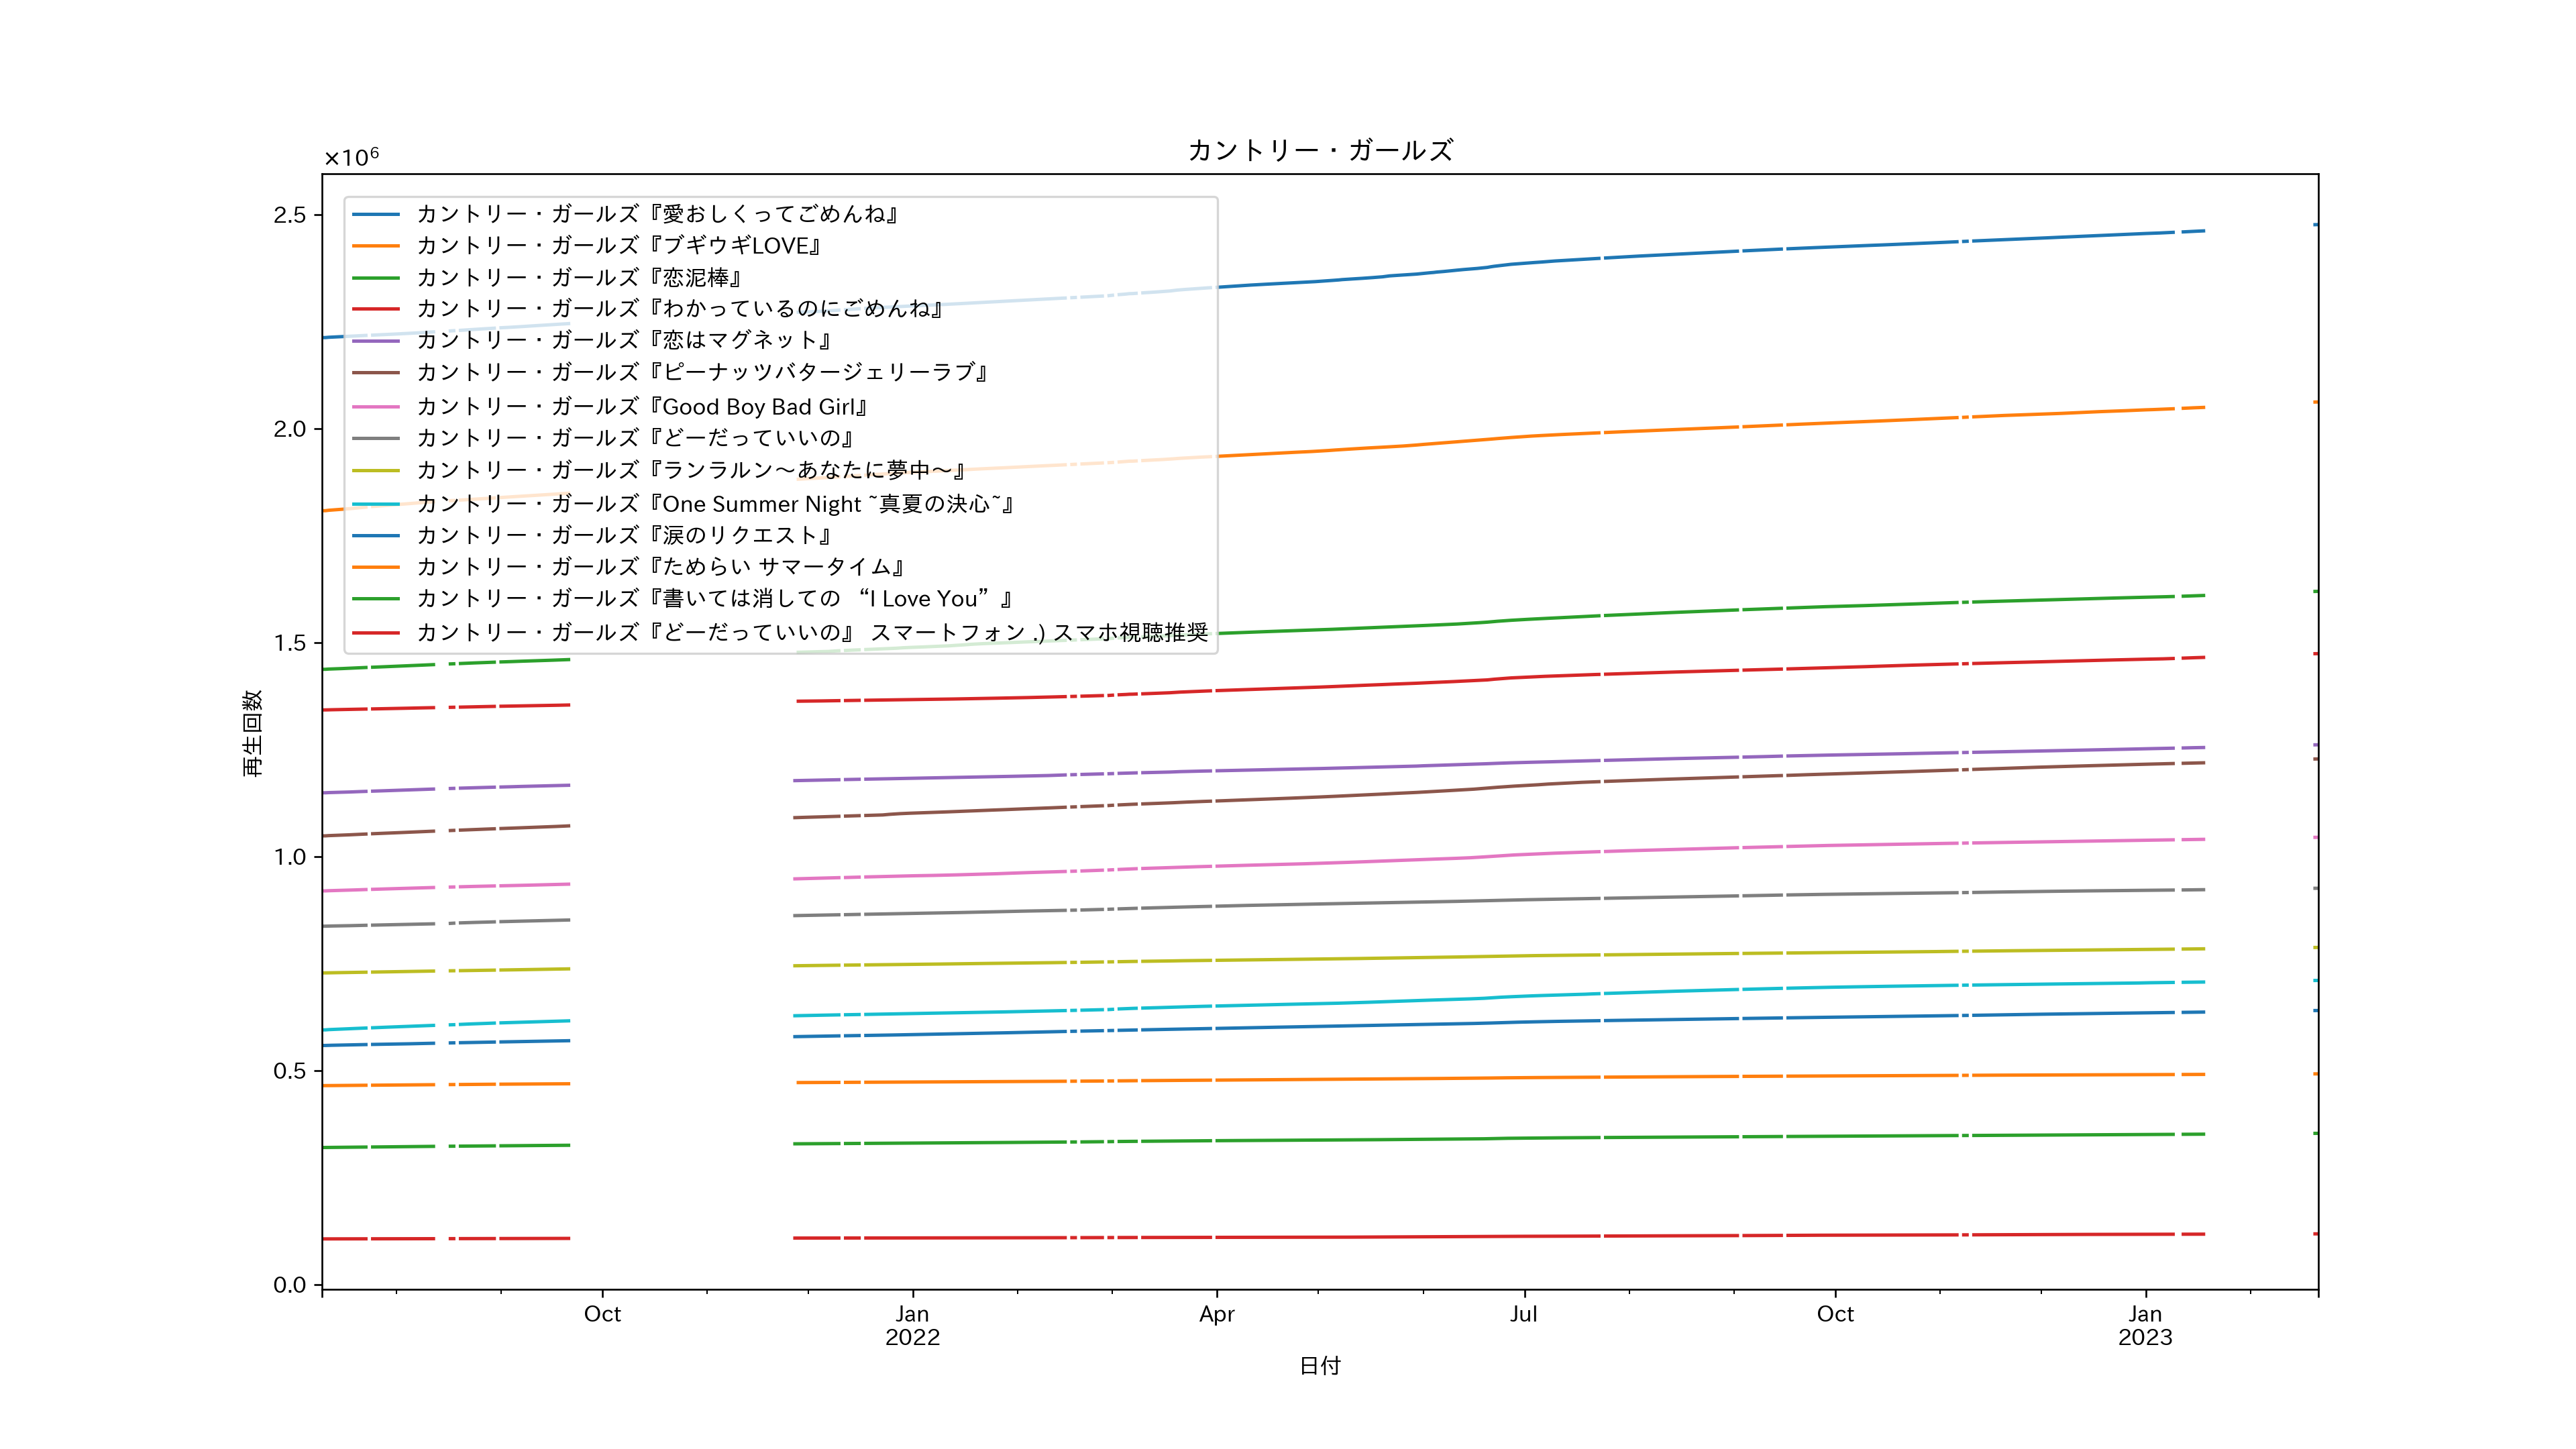 カントリー・ガールズ
×10⁶
2.5
2.0
1.5
1.0
0.5
0.0
再生回数
カントリー・ガールズ『愛おしくってごめんね』
カントリー・ガールズ『ブギウギLOVE』
カントリー・ガールズ『恋泥棒』
カントリー・ガールズ『わかっているのにごめんね』
カントリー・ガールズ『恋はマグネット』
カントリー・ガールズ『ピーナッツバタージェリーラブ』
カントリー・ガールズ『Good Boy Bad Girl』
カントリー・ガールズ『どーだっていいの』
カントリー・ガールズ『ランラルン〜あなたに夢中〜』
カントリー・ガールズ『One Summer Night ~真夏の決心~』
カントリー・ガールズ『涙のリクエスト』
カントリー・ガールズ『ためらい サマータイム』
カントリー・ガールズ『書いては消しての “I Love You” 』
カントリー・ガールズ『どーだっていいの』 スマートフォン .) スマホ視聴推奨
Oct Jan Apr Jul Oct Jan
2022 2023
日付